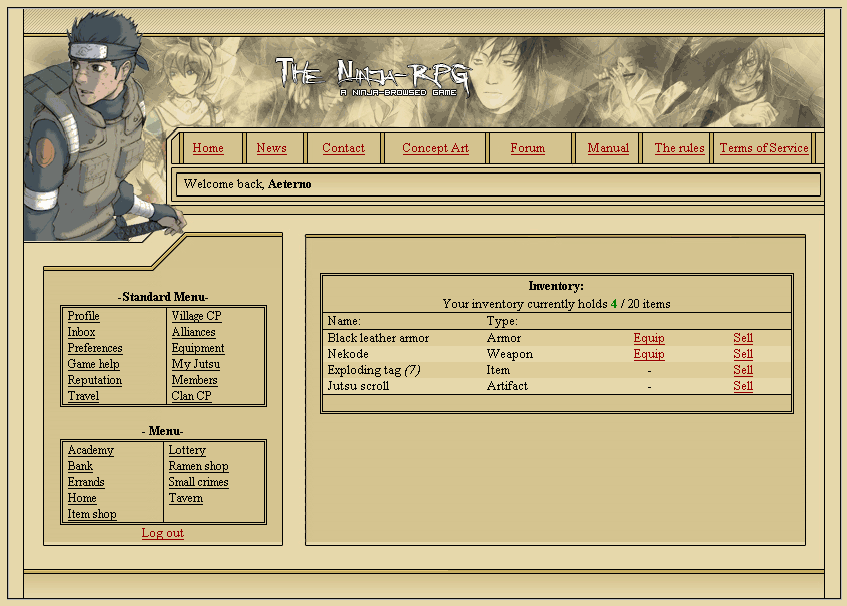 The Ninja-RPG
A NINJA-BROWSED GAME
Home News Contact Concept Art Forum Manual The rules Terms of Service
Welcome back, Aeterno
-Standard Menu-
Profile Village CP
Inbox Alliances
Preferences Equipment
Game help My Jutsu
Reputation Members
Travel Clan CP
- Menu-
Academy Lottery
Bank Ramen shop
Errands Small crimes
Home Tavern
Item shop
Log out
Inventory:
Your inventory currently holds 4 / 20 items
Name: Type:
Black leather armor Armor Equip Sell
Nekode Weapon Equip Sell
Exploding tag (7) Item - Sell
Jutsu scroll Artifact - Sell